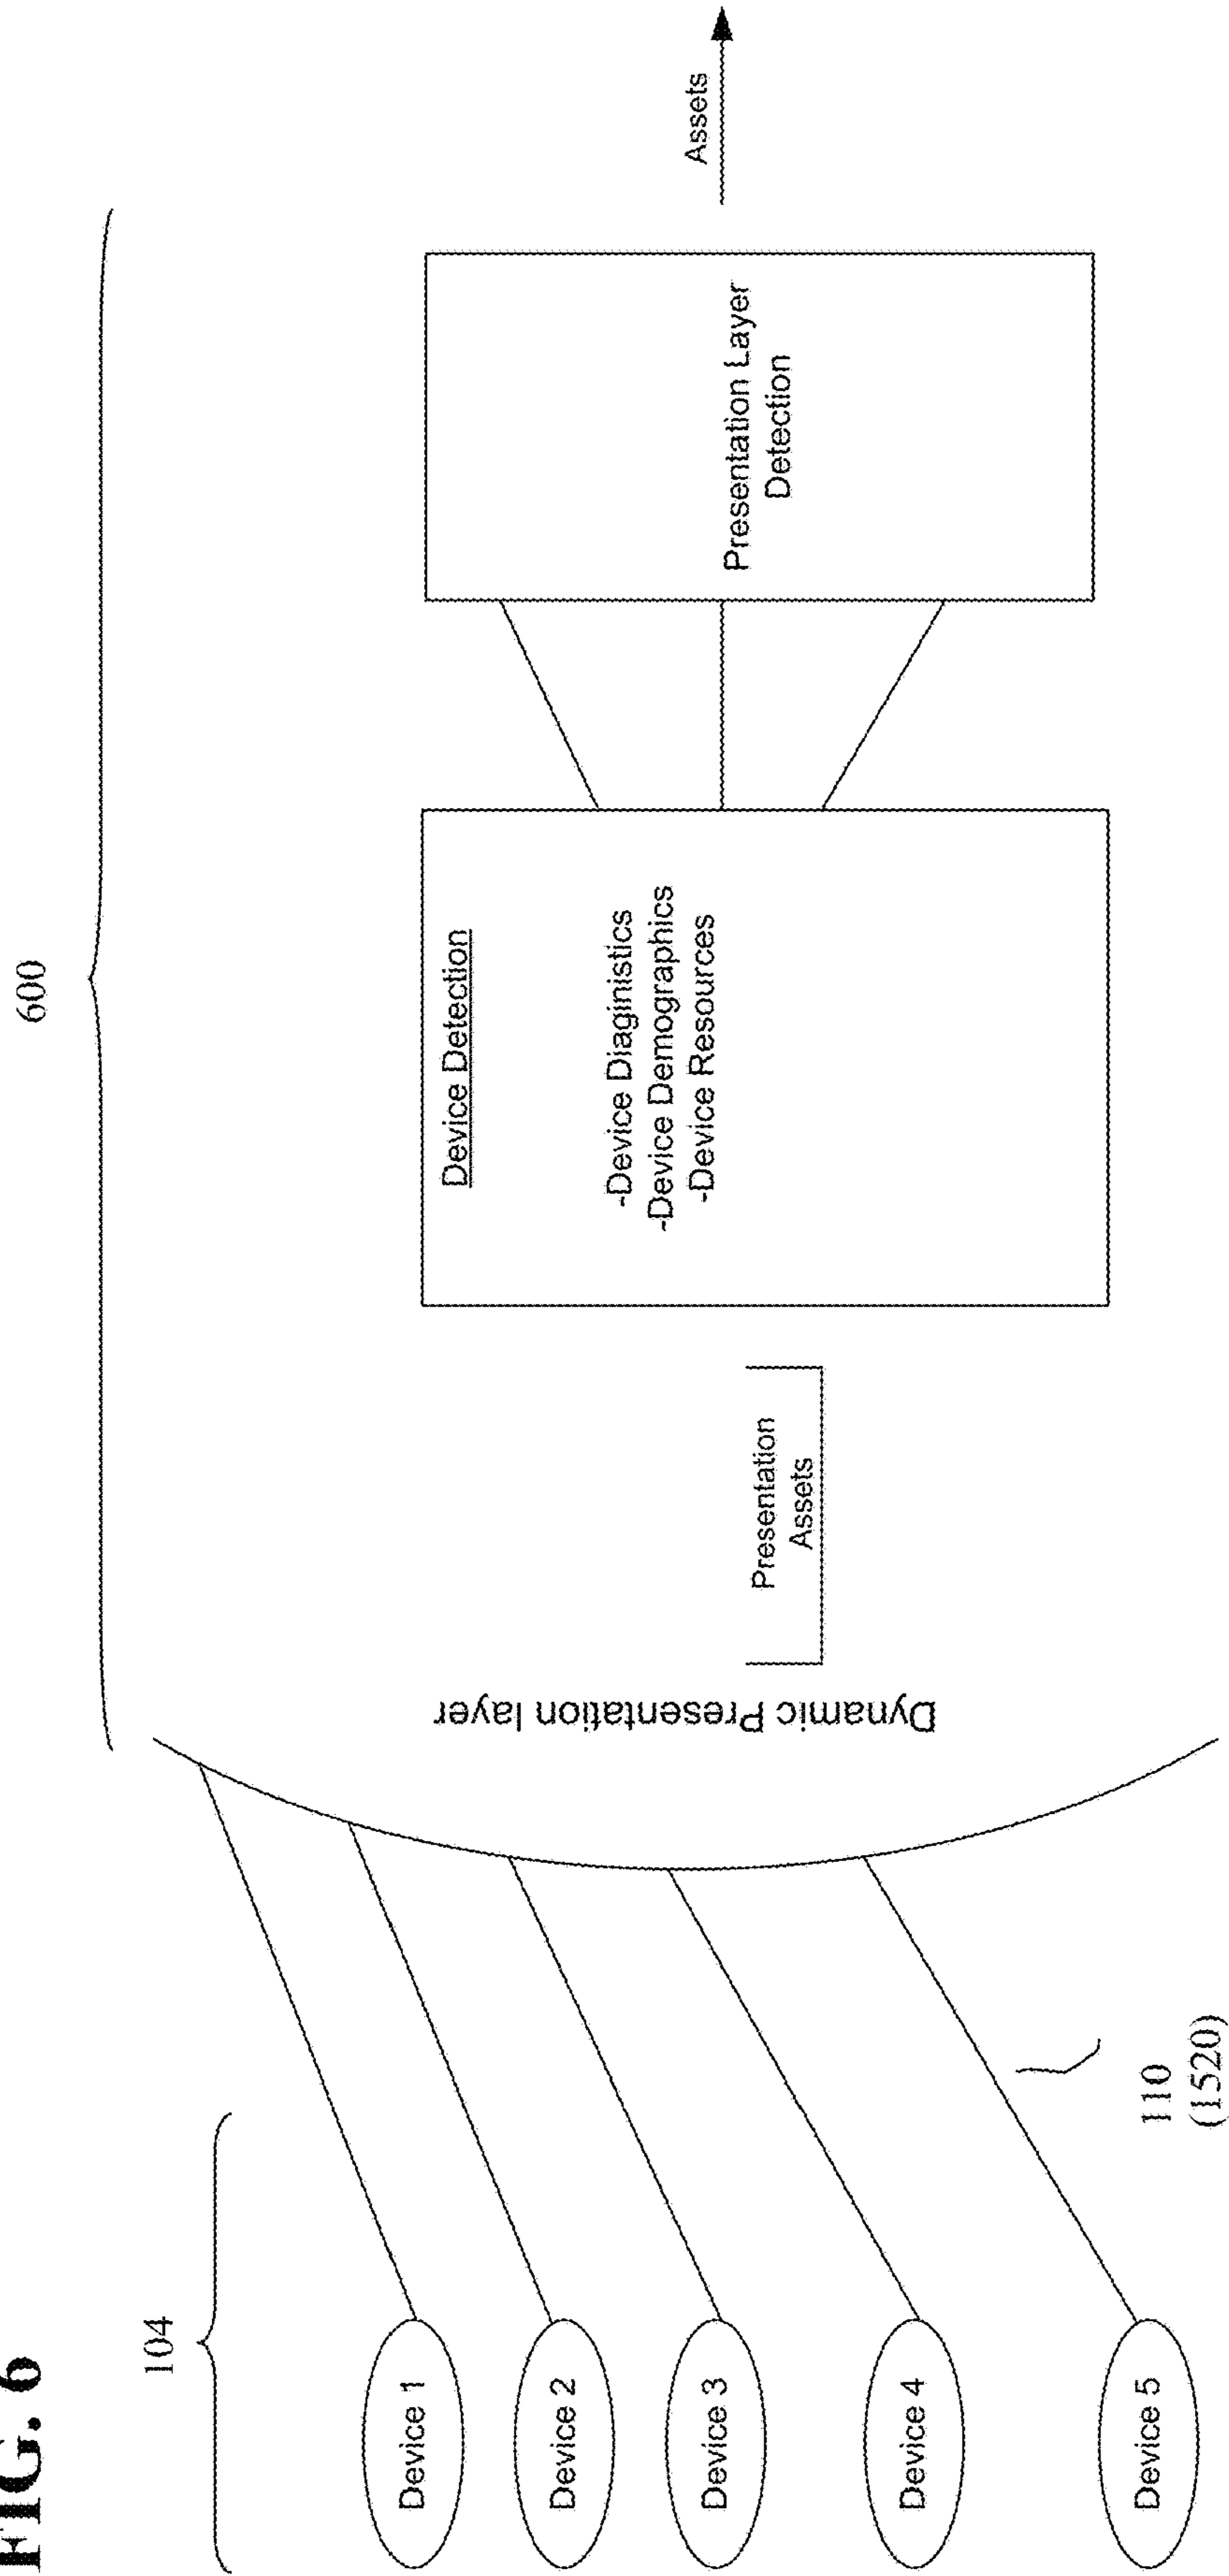 FIG. 6
600
104
Device 1
Device 2
Device 3
Device 4
Device 5
110
(1520)
Dynamic Presentation layer
Presentation
Assets
Device Detection
-Device Diaginistics
-Device Demographics
-Device Resources
Presentation Layer
Detection
Assets